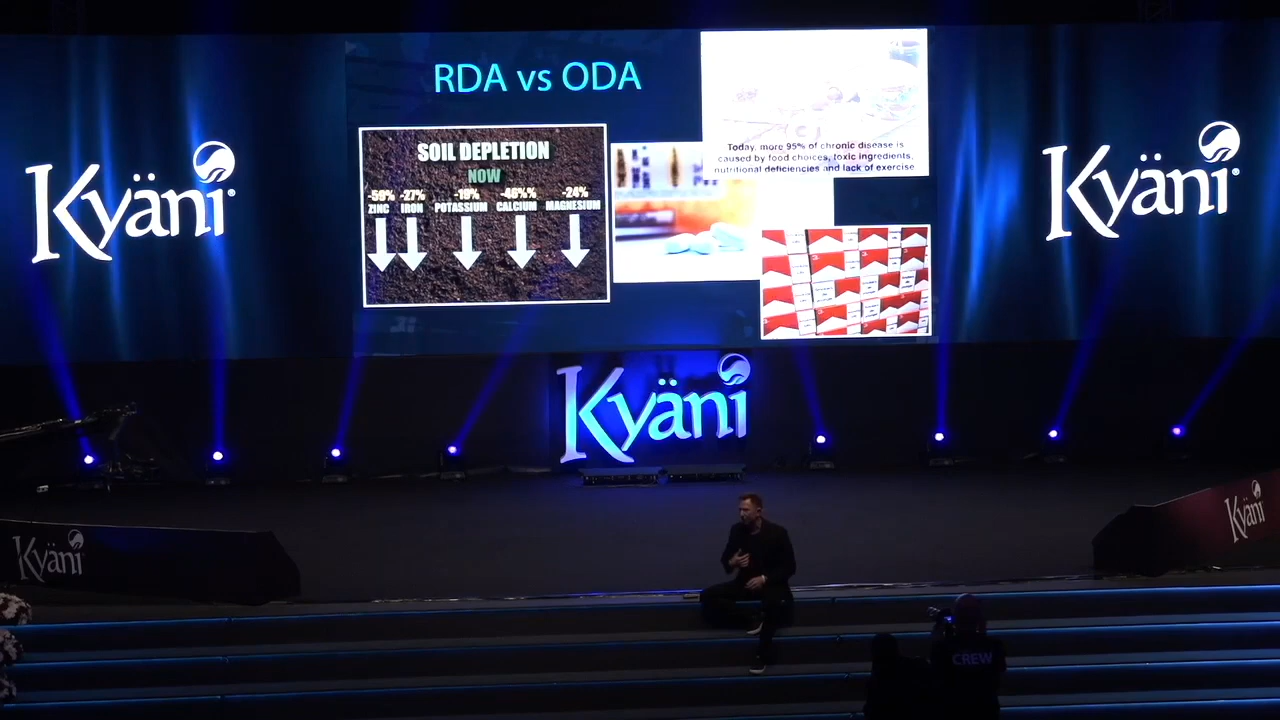 RDA vs ODA
SOIL DEPLETION
NOW
-59% -27% -19% -46%% -24%
ZINC IRON POTASSIUM CALCIUM MAGNESIUM
Today, more 95% of chronic disease is
caused by food choices, toxic ingredients,
nutritional deficiencies and lack of exercise
Kyäni
Kyäni
Kyäni
Kyäni
Kyäni
CREW